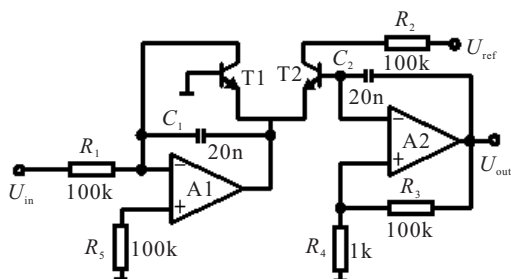 R2
Uref
100k
T1
T2
C2
20n
C1
20n
R1
Uin
100k
−
A1
+
−
A2
+
Uout
R3
100k
R5
100k
R4
1k